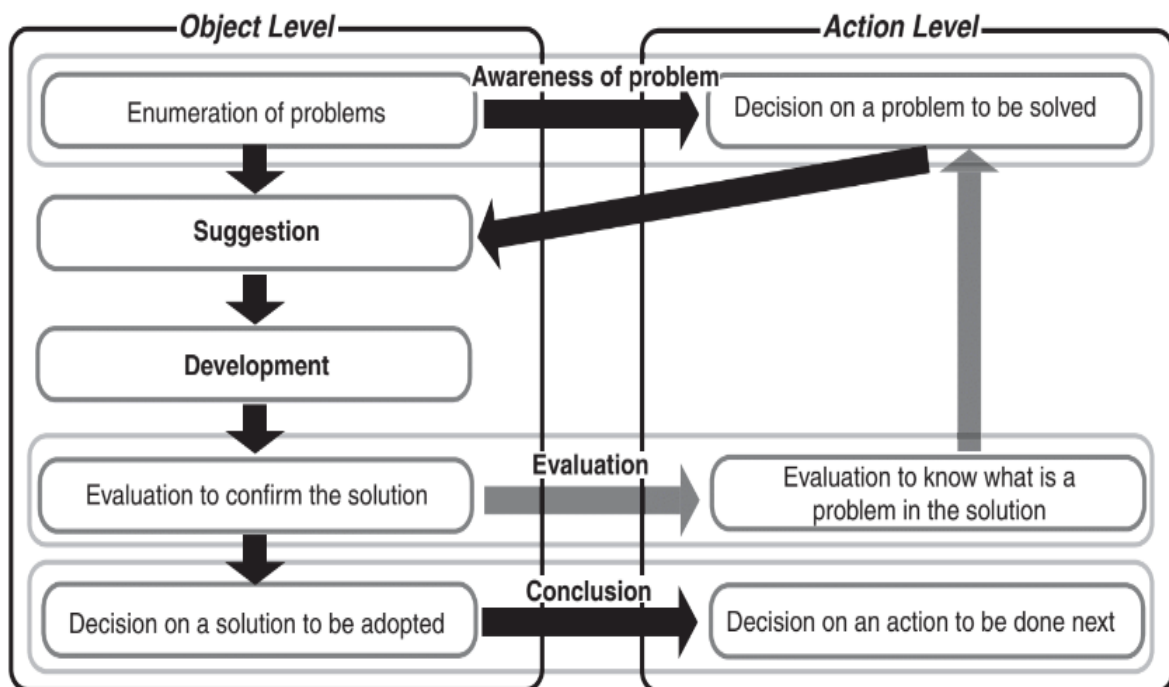 Object Level
Action Level
Awareness of problem
Enumeration of problems
Decision on a problem to be solved
Suggestion
Development
Evaluation
Evaluation to confirm the solution
Evaluation to know what is a
problem in the solution
Conclusion
Decision on a solution to be adopted
Decision on an action to be done next